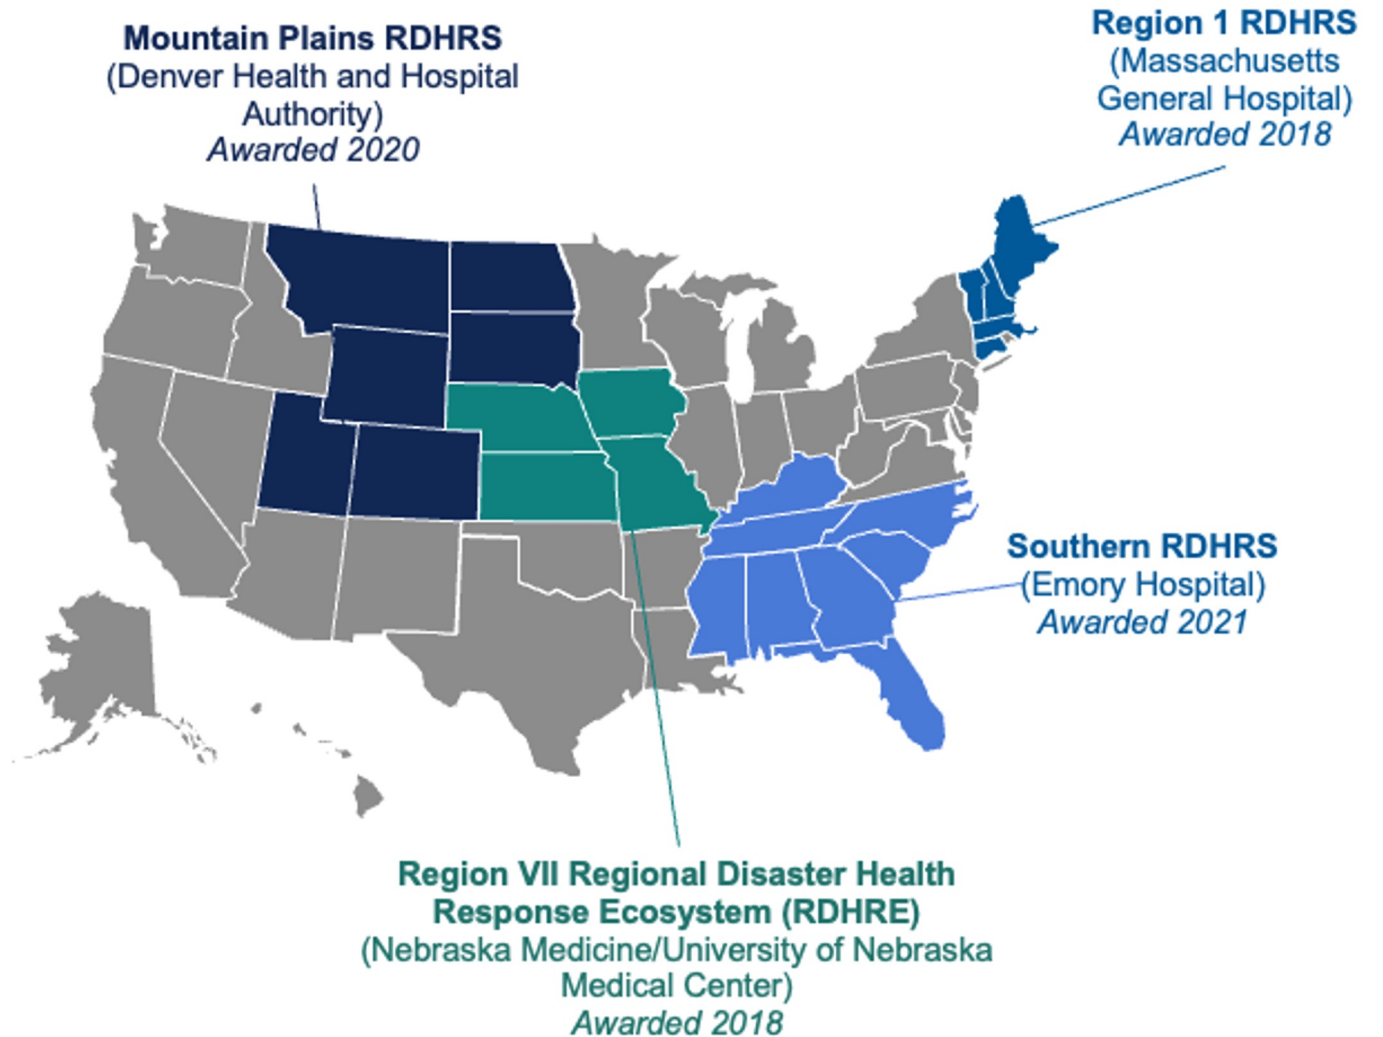 Mountain Plains RDHRS
(Denver Health and Hospital
Authority)
Awarded 2020
Region 1 RDHRS
(Massachusetts
General Hospital)
Awarded 2018
Southern RDHRS
(Emory Hospital)
Awarded 2021
Region VII Regional Disaster Health
Response Ecosystem (RDHRE)
(Nebraska Medicine/University of Nebraska
Medical Center)
Awarded 2018